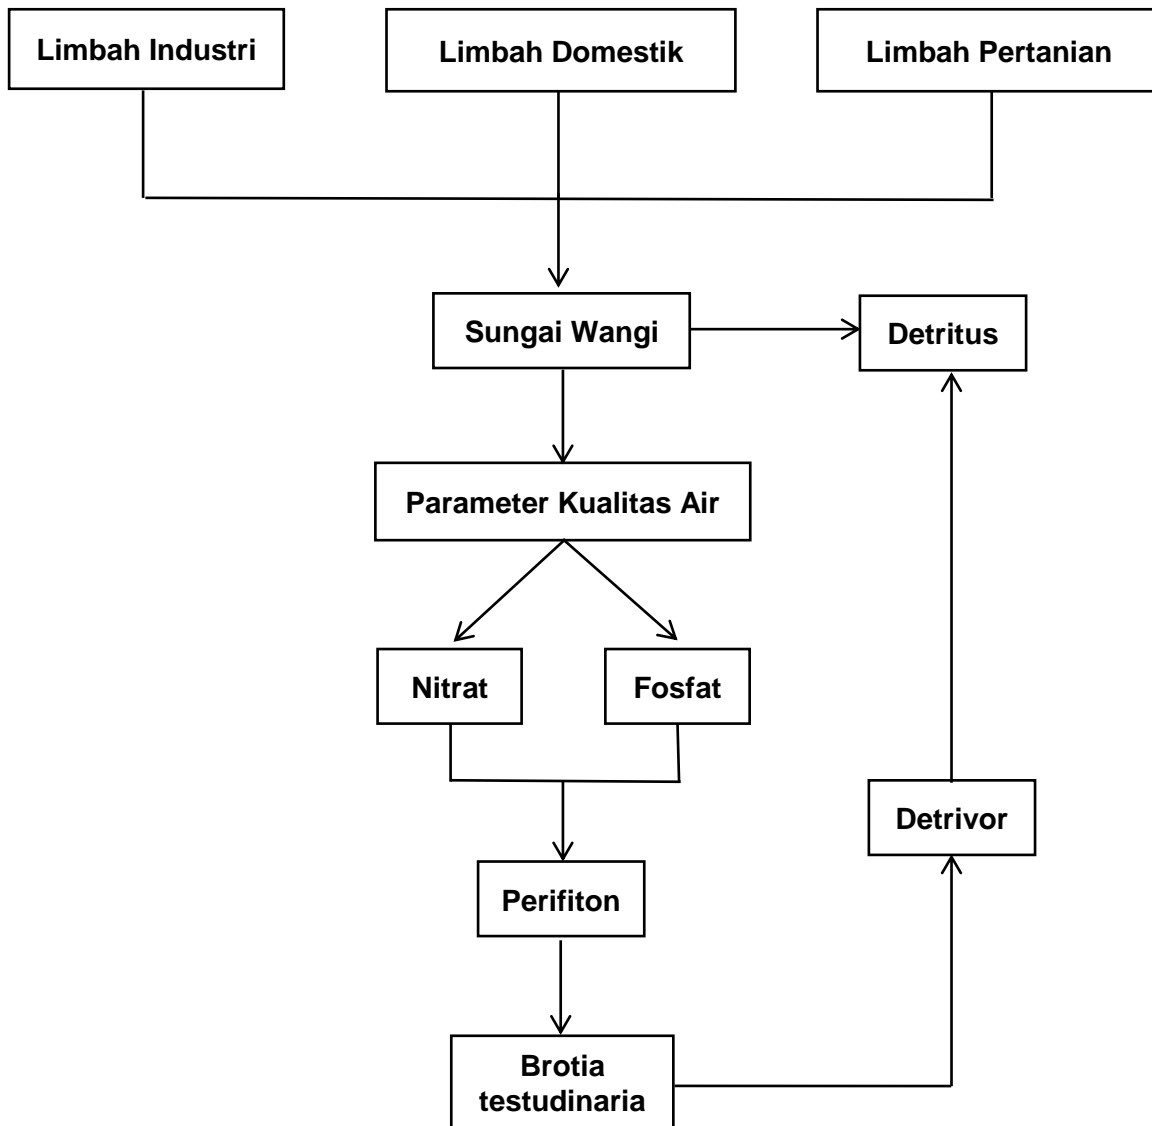 Limbah Industri
Limbah Domestik
Limbah Pertanian
Sungai Wangi
Detritus
Parameter Kualitas Air
Nitrat
Fosfat
Detrivor
Perifiton
Brotia
testudinaria